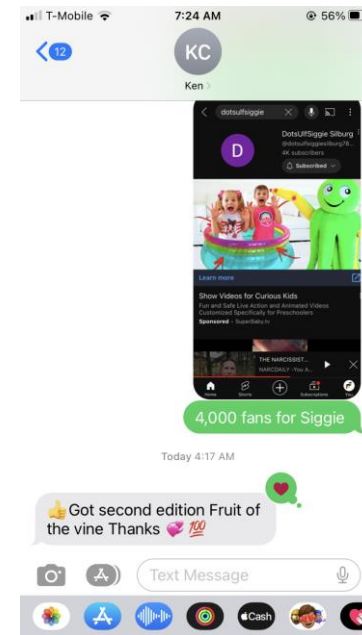 T-Mobile 7:24 AM 56%
12
KC
Ken
dotsulfsiggie
D
DotsUlfSiggie Silburg
4K subscribers
Subscribed
Learn more
Show Videos for Curious Kids
Fun and Safe Live Action and Animated Videos
Customized Specifically for Preschoolers
Sponsored · SuperBaby.tv
THE NARCISSIST...
Home Shorts Subscriptions You
4,000 fans for Siggie
Today 4:17 AM
👍Got second edition Fruit of
the vine Thanks 💞 💯
Text Message
Cash